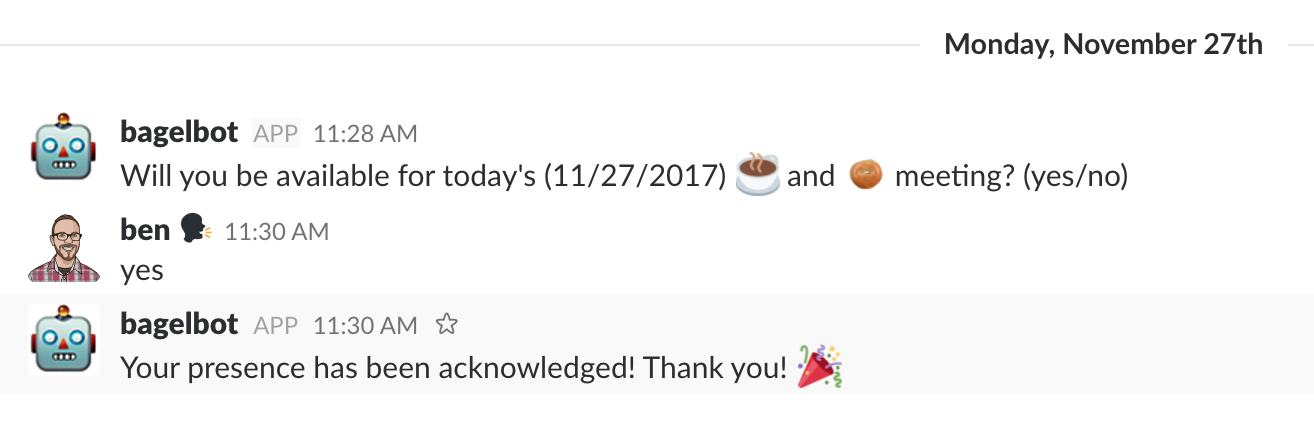 Monday, November 27th
bagelbot APP 11:28 AM
Will you be available for today's (11/27/2017) ☕ and 🥯 meeting? (yes/no)
ben 🗣 11:30 AM
yes
bagelbot APP 11:30 AM ☆
Your presence has been acknowledged! Thank you! 🎉